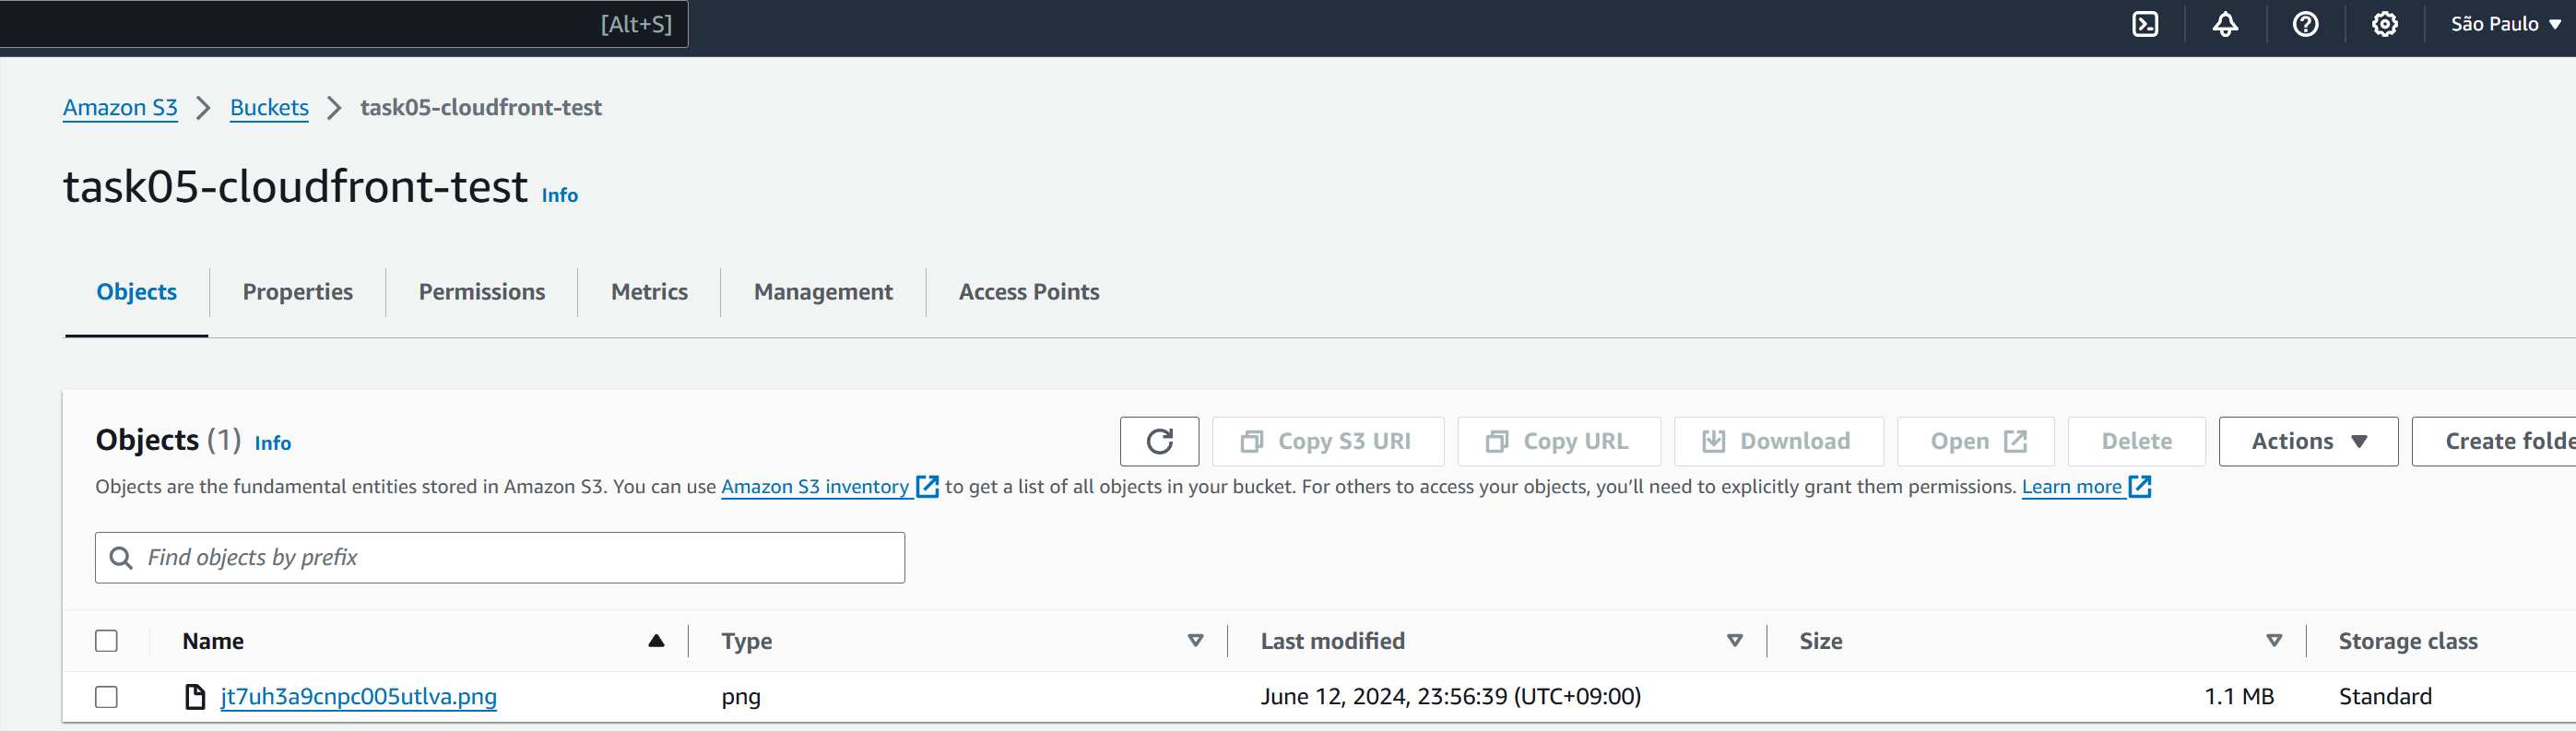 [Alt+S] São Paulo
Amazon S3 Buckets task05-cloudfront-test
task05-cloudfront-test Info
Objects Properties Permissions Metrics Management Access Points
Objects (1) Info Copy S3 URI Copy URL Download Open Delete Actions Create folde
Objects are the fundamental entities stored in Amazon S3. You can use Amazon S3 inventory to get a list of all objects in your bucket. For others to access your objects, you’ll need to explicitly grant them permissions. Learn more
Find objects by prefix
Name Type Last modified Size Storage class
jt7uh3a9cnpc005utlva.png png June 12, 2024, 23:56:39 (UTC+09:00) 1.1 MB Standard